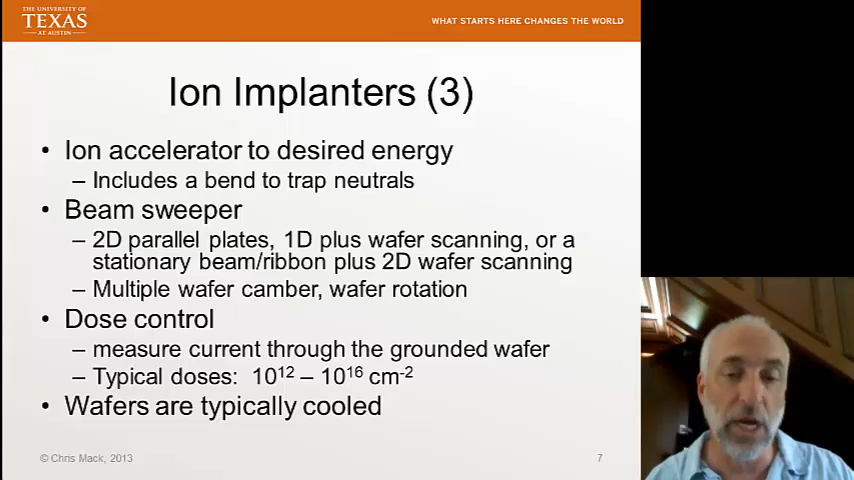 THE UNIVERSITY OF
TEXAS
AT AUSTIN
WHAT STARTS HERE CHANGES THE WORLD
Ion Implanters (3)
• Ion accelerator to desired energy
– Includes a bend to trap neutrals
• Beam sweeper
– 2D parallel plates, 1D plus wafer scanning, or a
stationary beam/ribbon plus 2D wafer scanning
– Multiple wafer camber, wafer rotation
• Dose control
– measure current through the grounded wafer
– Typical doses: 10¹² – 10¹⁶ cm⁻²
• Wafers are typically cooled
© Chris Mack, 2013
7